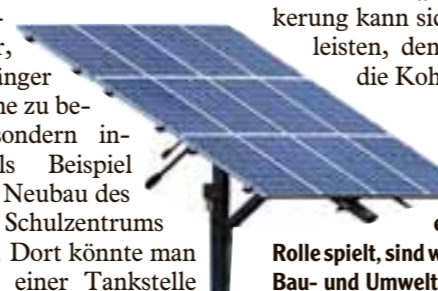 r,
inger
ne zu be-
sondern in-
ls Beispiel
Neubau des
Schulzentrums
. Dort könnte man
einer Tankstelle
kerung kann sic
leisten, den
die Koh
e
Rolle spielt, sind w
Bau- und Umwelt